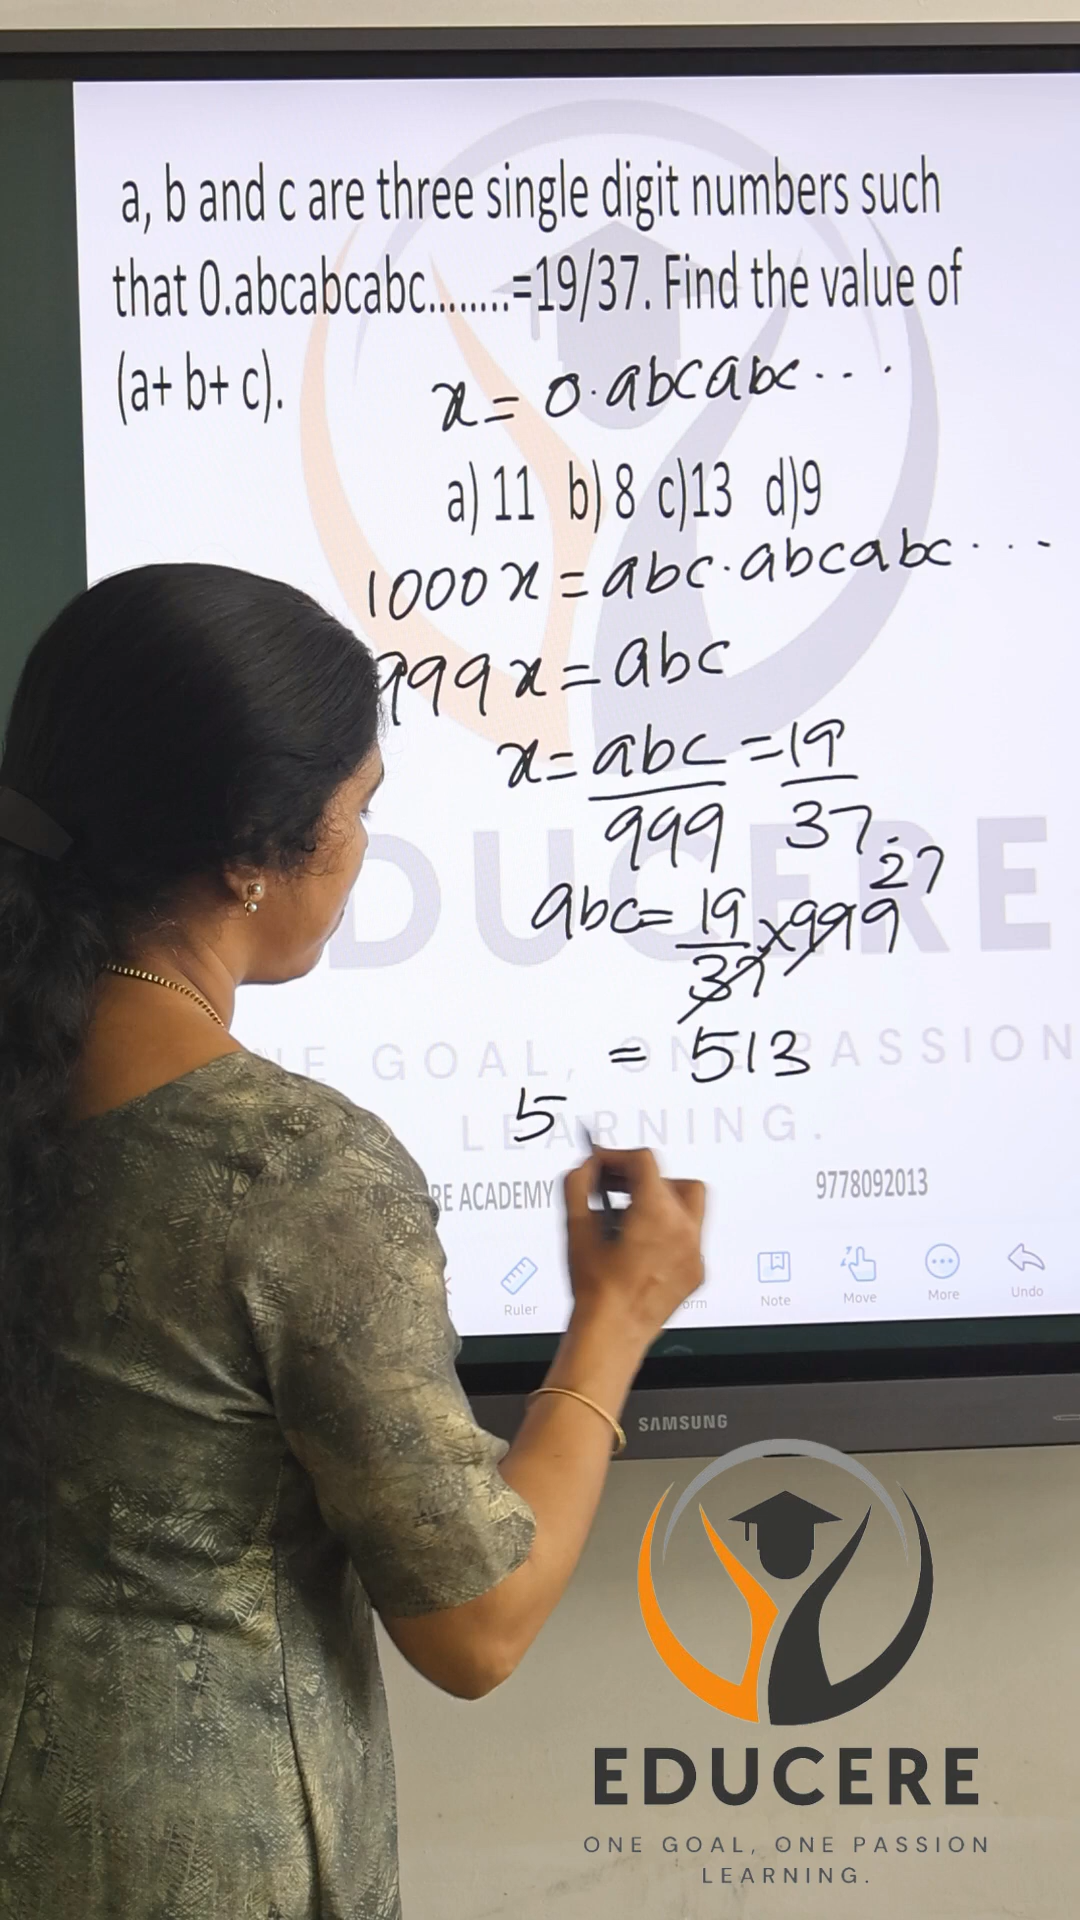 a, b and c are three single digit numbers such
that 0.abcabcabc........=19/37. Find the value of
(a+ b+ c).
x = 0.abcabc...
a) 11 b) 8 c)13 d)9
1000x = abc.abcabc...
999x = abc
x = abc/999 = 19/37
27
abc = 19/37 × 999
= 513
5
GOAL, ONE PASSION
LEARNING.
RE ACADEMY 9778092013
Ruler Note Move More Undo
SAMSUNG
EDUCERE
ONE GOAL, ONE PASSION
LEARNING.